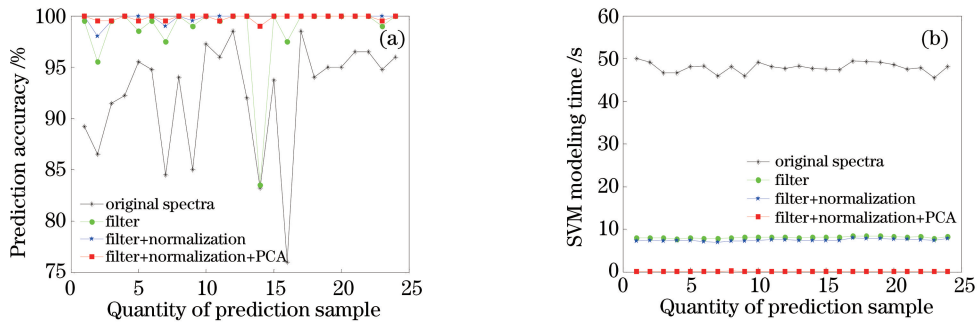 100
95
90
85
80
75
Prediction accuracy /%
(a)
original spectra
filter
filter+normalization
filter+normalization+PCA
0
5
10
15
20
25
Quantity of prediction sample
60
50
40
30
20
10
0
SVM modeling time /s
(b)
original spectra
filter
filter+normalization
filter+normalization+PCA
0
5
10
15
20
25
Quantity of prediction sample